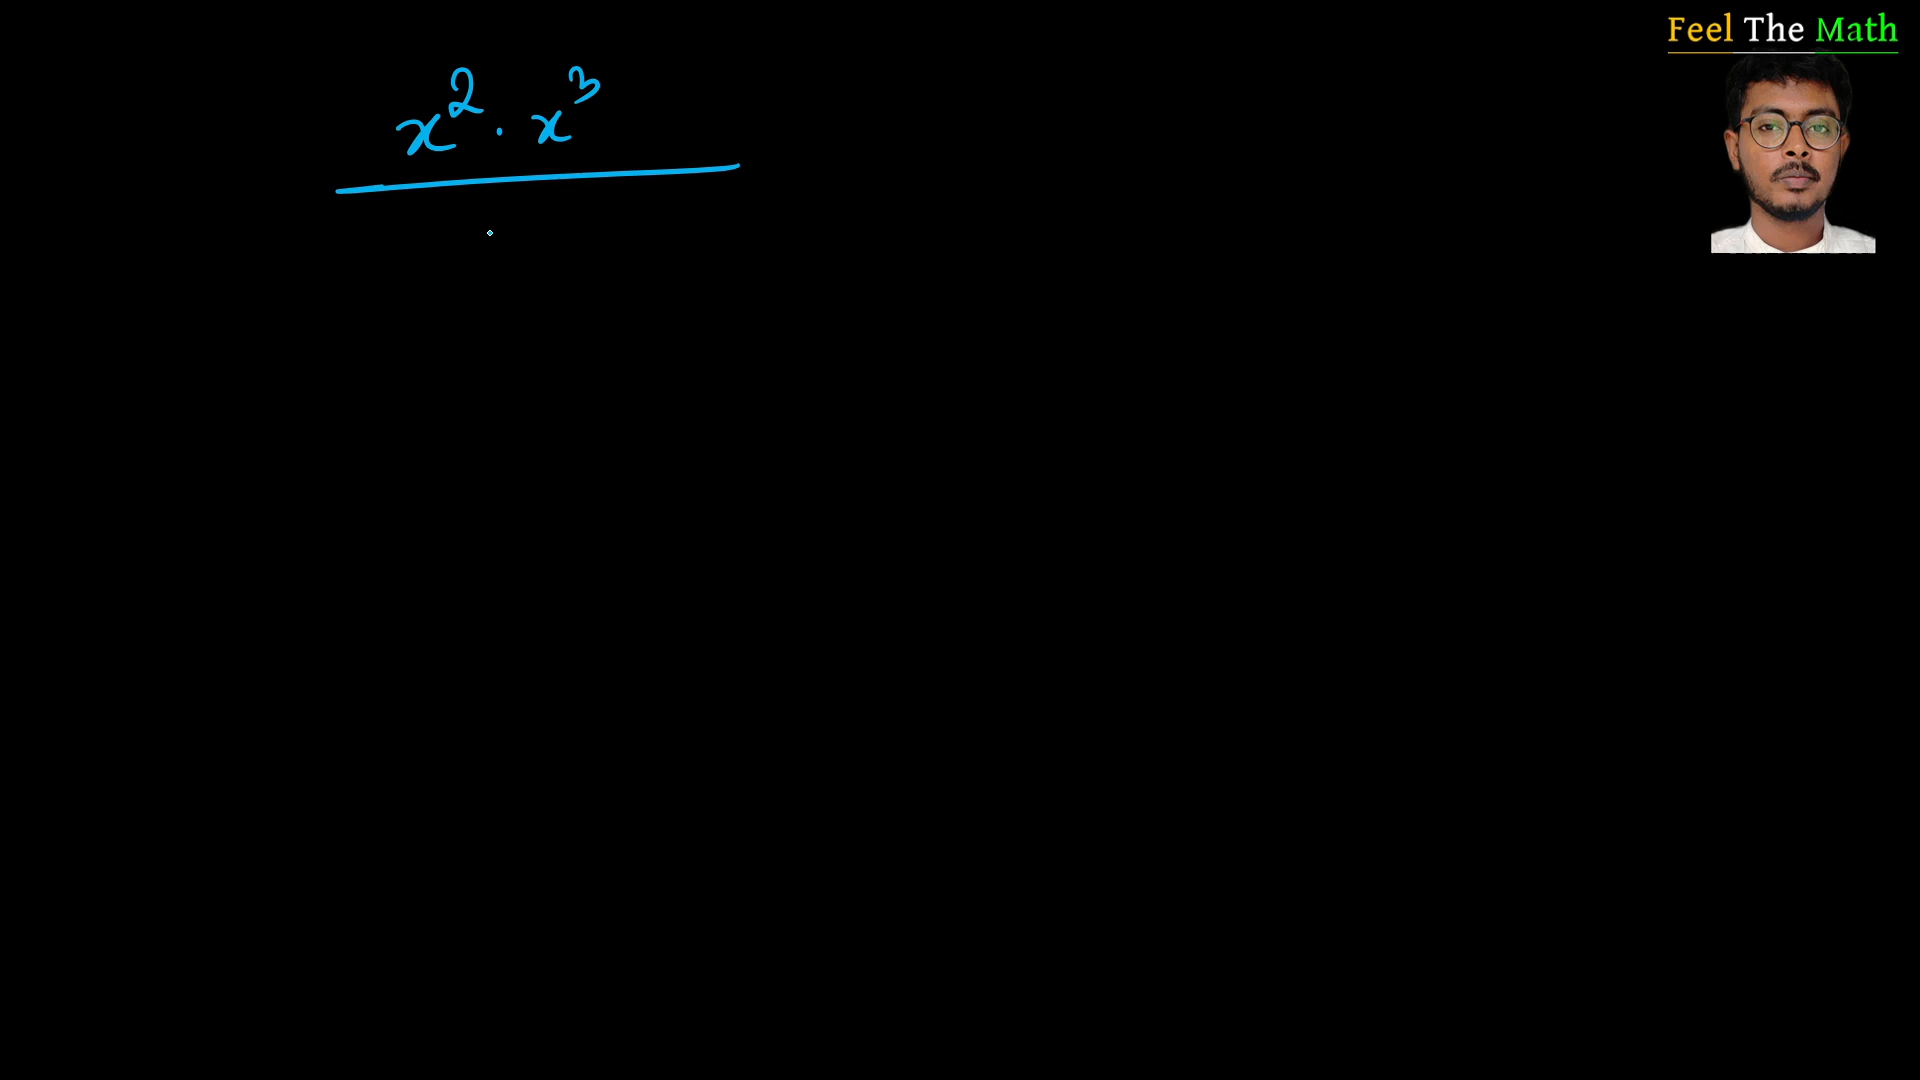 Feel The Math
x² · x³